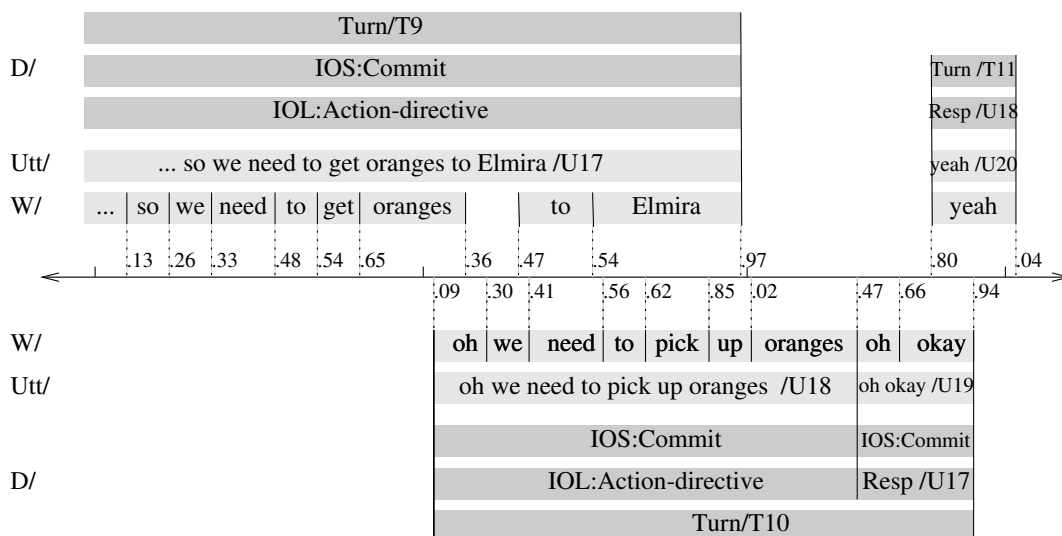 Turn/T9
D/ IOS:Commit Turn /T11
IOL:Action-directive Resp /U18
Utt/ ... so we need to get oranges to Elmira /U17 yeah /U20
W/ ... so we need to get oranges to Elmira yeah
.13 .26 .33 .48 .54 .65 .36 .47 .54 .97 .80 .04
.09 .30 .41 .56 .62 .85 .02 .47 .66 .94
W/ oh we need to pick up oranges oh okay
Utt/ oh we need to pick up oranges /U18 oh okay /U19
IOS:Commit IOS:Commit
D/ IOL:Action-directive Resp /U17
Turn/T10